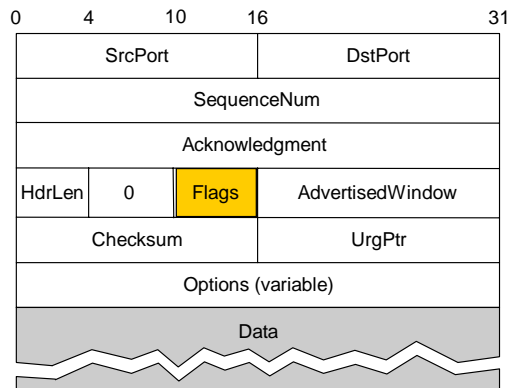 0 4 10 16 31
SrcPort DstPort
SequenceNum
Acknowledgment
HdrLen 0 Flags AdvertisedWindow
Checksum UrgPtr
Options (variable)
Data